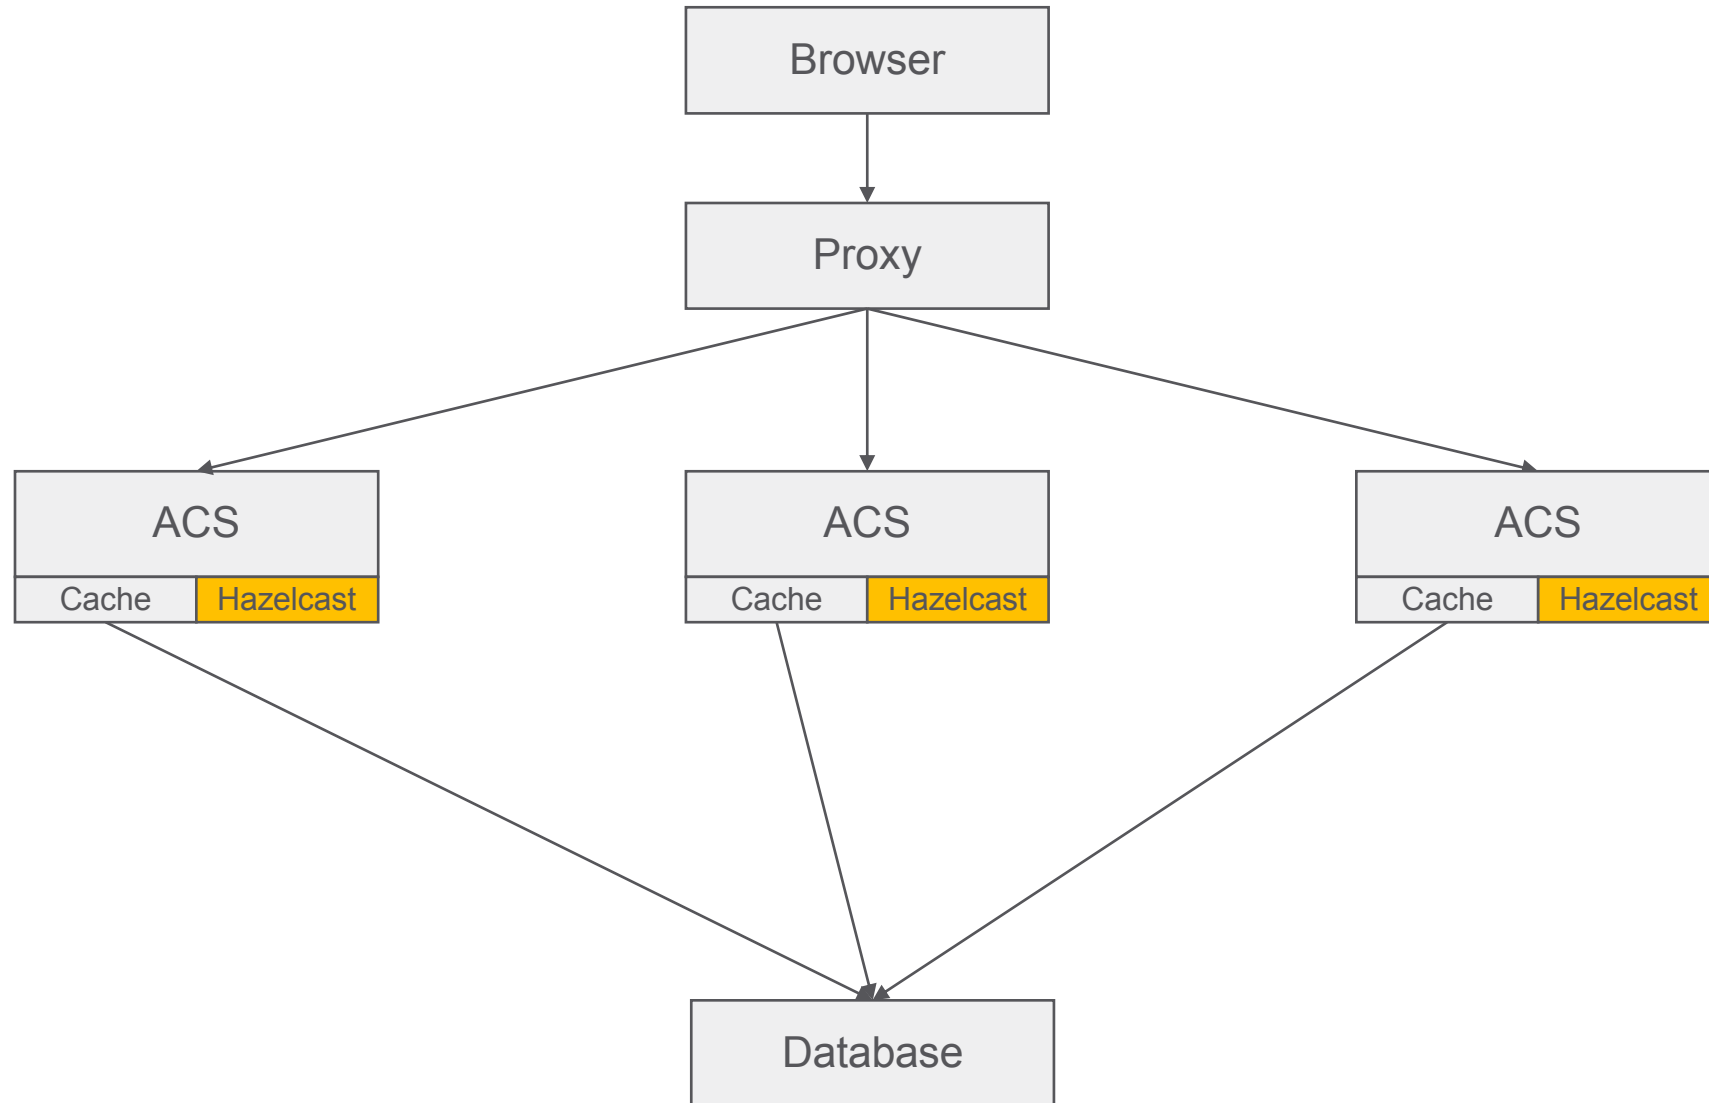 Browser
Proxy
ACS
ACS
ACS
Cache
Hazelcast
Cache
Hazelcast
Cache
Hazelcast
Database